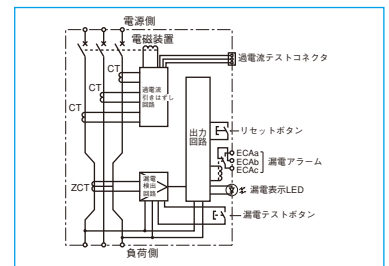 電源側
電磁装置
過電流テストコネクタ
CT
CT
CT
過電流
引きはずし
回路
出力
回路
リセットボタン
ECAa
ECAb
ECAc
漏電アラーム
ZCT
漏電
検出
回路
漏電表示LED
漏電テストボタン
負荷側